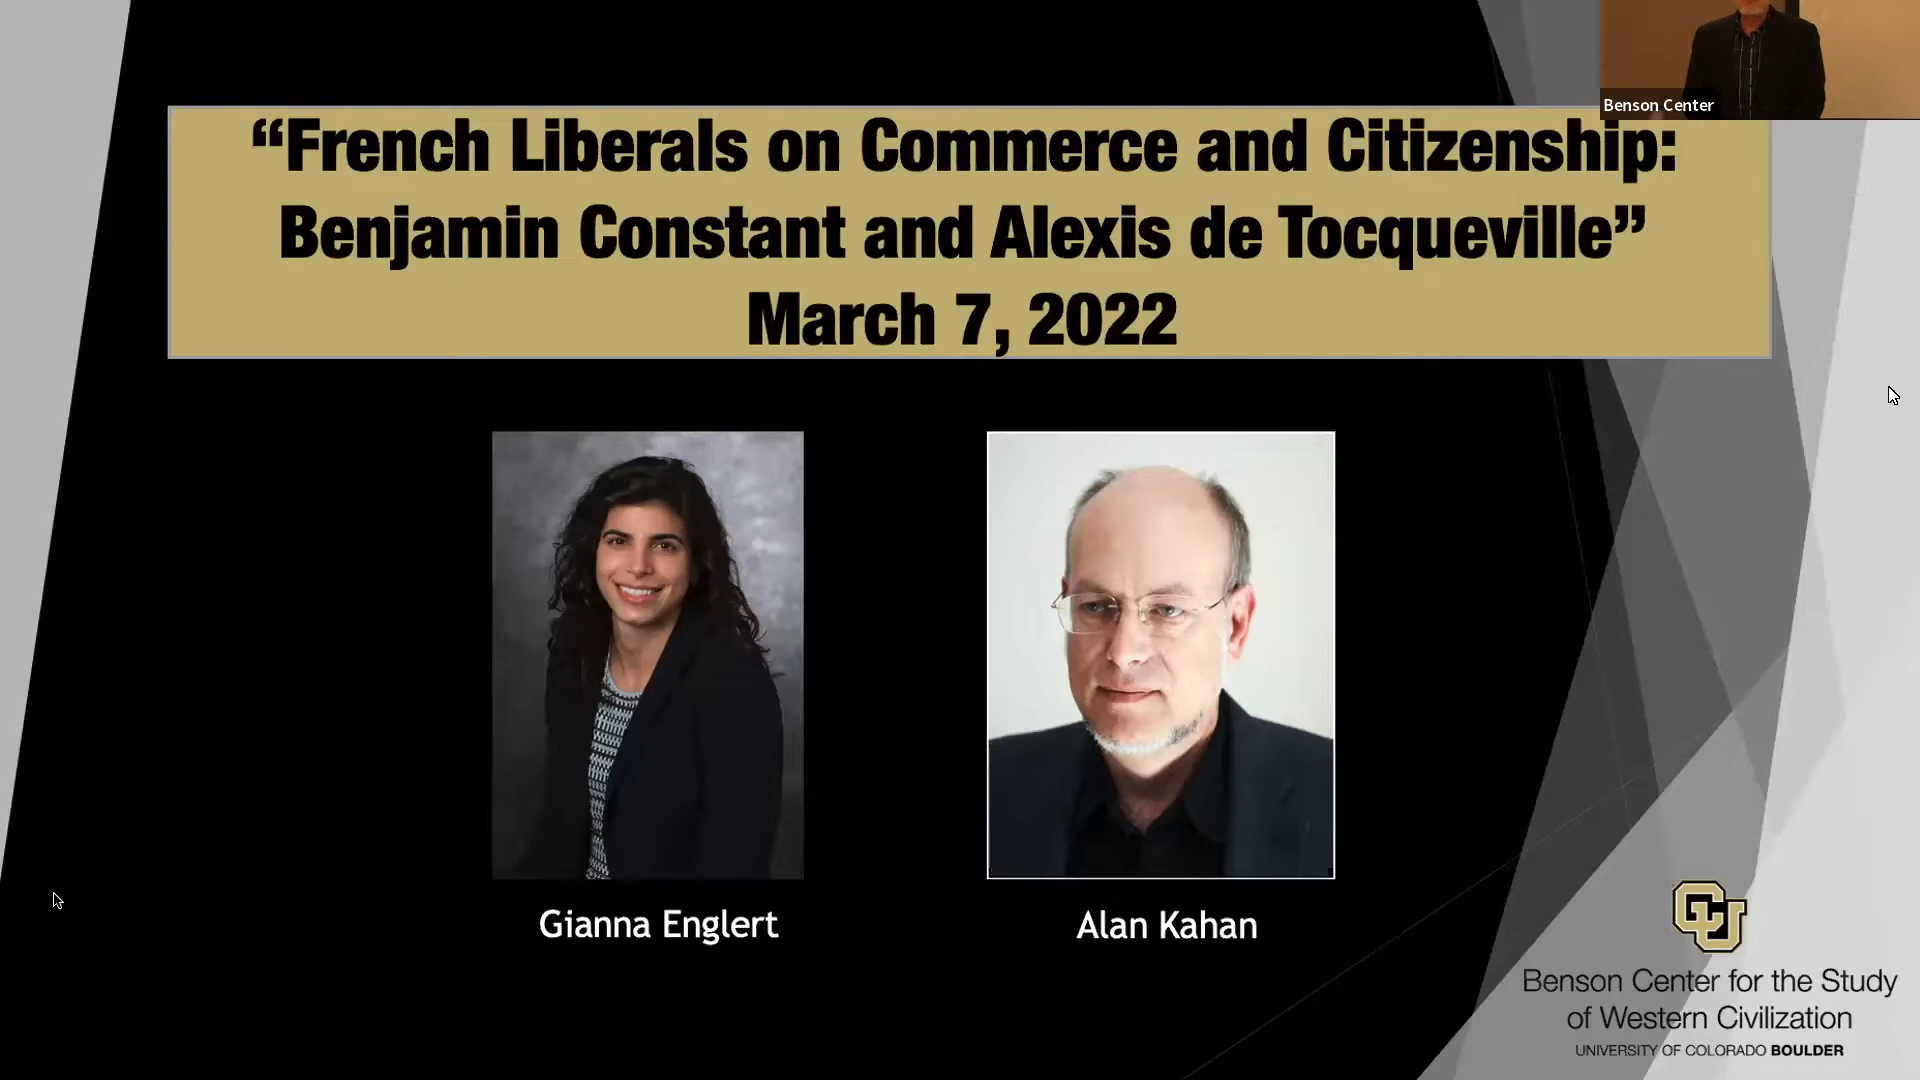 Benson Center
“French Liberals on Commerce and Citizenship:
Benjamin Constant and Alexis de Tocqueville”
March 7, 2022
Gianna Englert
Alan Kahan
CU
Benson Center for the Study
of Western Civilization
UNIVERSITY OF COLORADO BOULDER